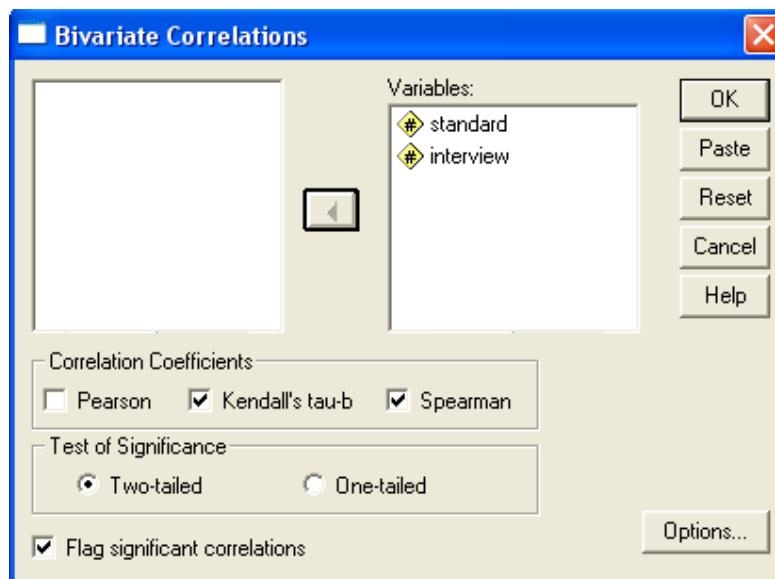 Bivariate Correlations
Variables:
# standard
# interview
OK
Paste
Reset
Cancel
Help
Correlation Coefficients
Pearson Kendall's tau-b Spearman
Test of Significance
Two-tailed One-tailed
Flag significant correlations
Options...